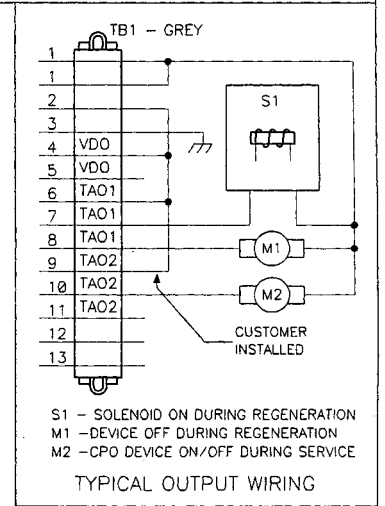 TB1 - GREY
1
1
2
3
4 VDO
5 VDO
6 TAO1
7 TAO1
8 TAO1
9 TAO2
10 TAO2
11 TAO2
12
13
S1
M1
M2
CUSTOMER
INSTALLED
S1 - SOLENOID ON DURING REGENERATION
M1 -DEVICE OFF DURING REGENERATION
M2 -CPO DEVICE ON/OFF DURING SERVICE
TYPICAL OUTPUT WIRING